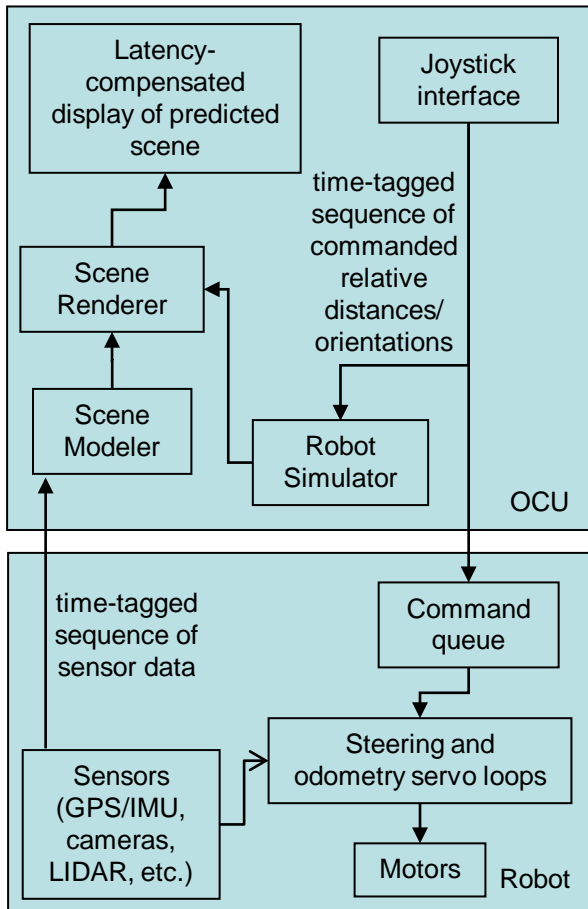 Latency-
compensated
display of predicted
scene
Joystick
interface
time-tagged
sequence of
commanded
relative
distances/
orientations
Scene
Renderer
Scene
Modeler
Robot
Simulator
OCU
time-tagged
sequence of
sensor data
Command
queue
Steering and
odometry servo loops
Sensors
(GPS/IMU,
cameras,
LIDAR, etc.)
Motors
Robot